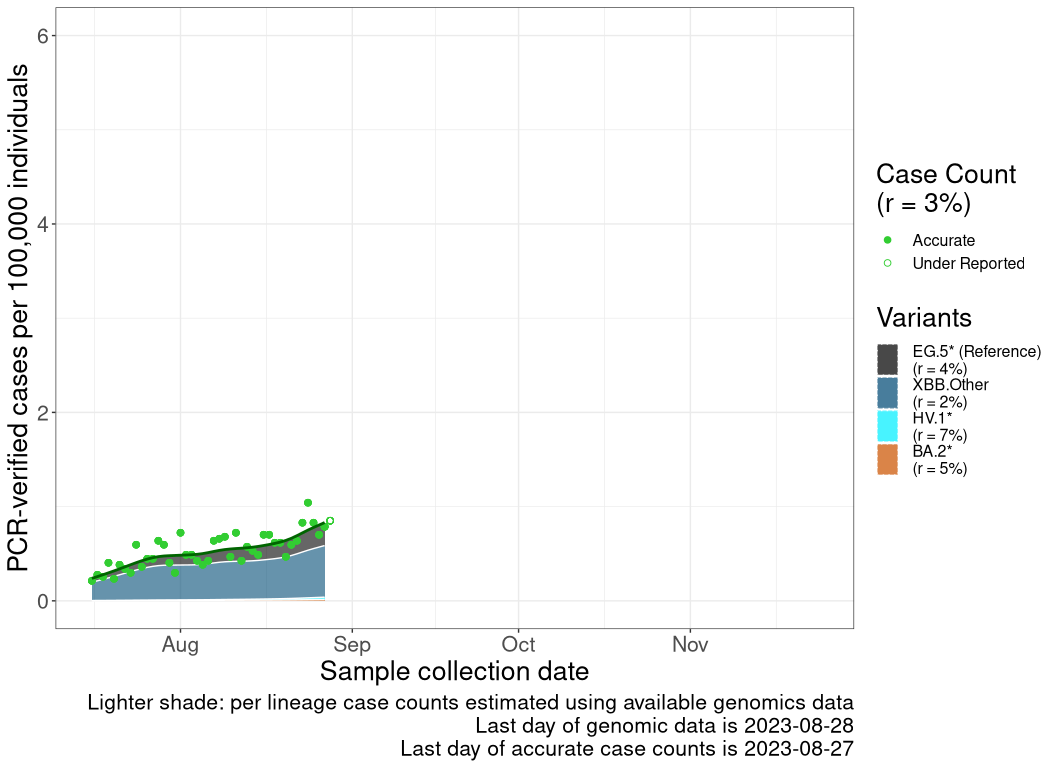 PCR-verified cases per 100,000 individuals
6
4
2
0
Aug Sep Oct Nov
Sample collection date
Lighter shade: per lineage case counts estimated using available genomics data
Last day of genomic data is 2023-08-28
Last day of accurate case counts is 2023-08-27
Case Count
(r = 3%)
Accurate
Under Reported
Variants
EG.5* (Reference)
(r = 4%)
XBB.Other
(r = 2%)
HV.1*
(r = 7%)
BA.2*
(r = 5%)